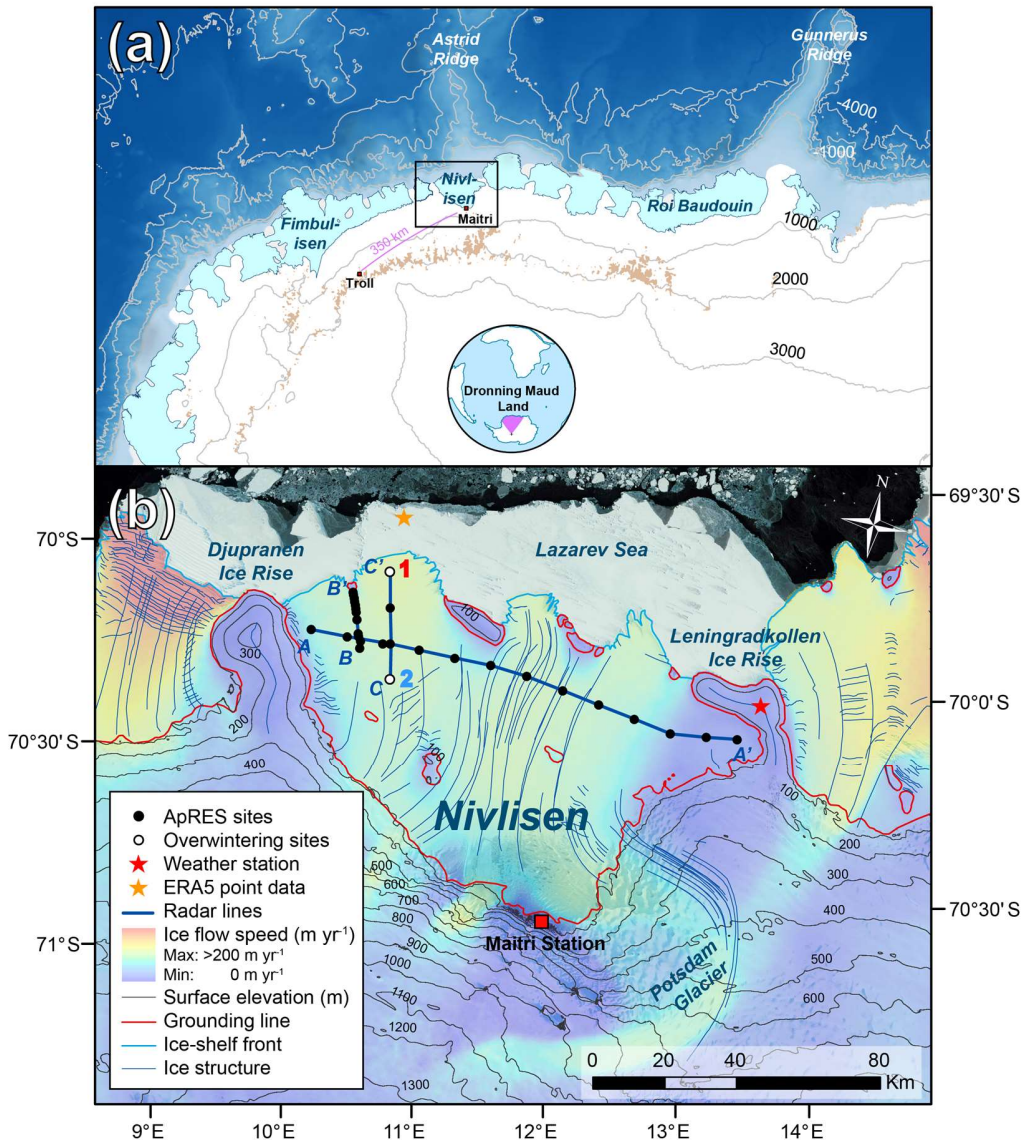 (a)
Astrid
Ridge
Gunnerus
Ridge
-4000
-1000
Nivl-
isen
Maitri
Fimbul-
isen
Roi Baudouin
350 km
Troll
1000
2000
3000
Dronning Maud
Land
(b)
69°30' S
70°S
N
Djupranen
Ice Rise
Lazarev Sea
C'
1
B'
A
B
C
2
100
300
Leningradkollen
Ice Rise
70°0' S
70°30'S
200
400
100
A'
100
200
300
400
500
600
Nivlisen
500
600
700
800
900
1000
1100
1200
1300
Maitri Station
Potsdam
Glacier
70°30' S
71°S
ApRES sites
Overwintering sites
Weather station
ERA5 point data
Radar lines
Ice flow speed (m yr⁻¹)
Max: >200 m yr⁻¹
Min: 0 m yr⁻¹
Surface elevation (m)
Grounding line
Ice-shelf front
Ice structure
0 20 40 80
Km
9°E 10°E 11°E 12°E 13°E 14°E